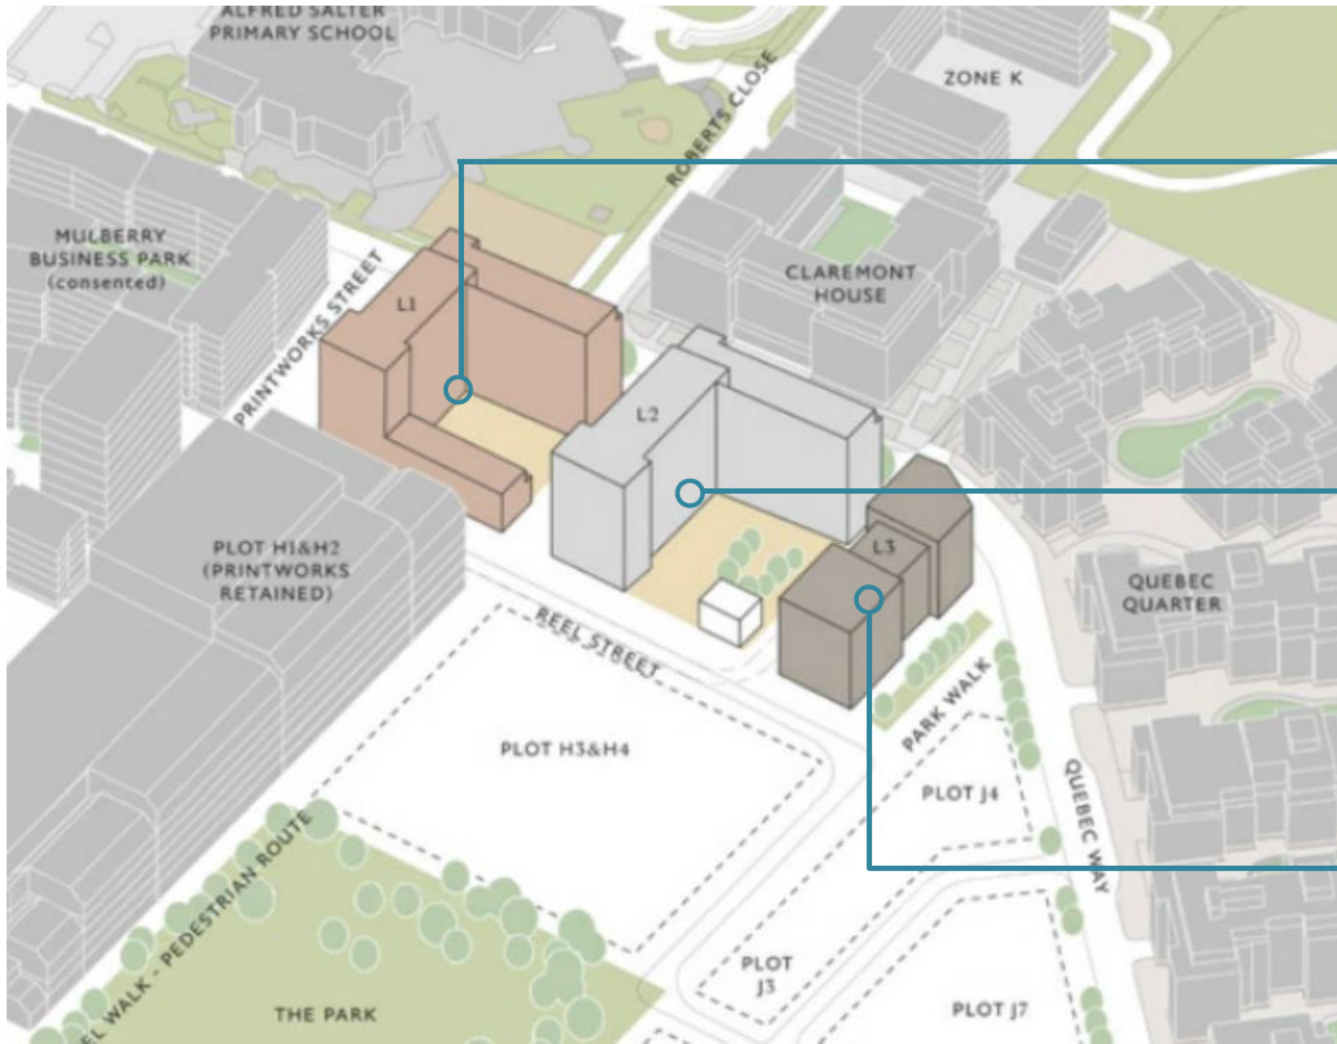 ALFRED SALTER
PRIMARY SCHOOL
ZONE K
ROBERTS CLOSE
MULBERRY
BUSINESS PARK
(consented)
PRINTWORKS STREET
CLAREMONT
HOUSE
L1
L2
L3
PLOT H1&H2
(PRINTWORKS
RETAINED)
QUEBEC
QUARTER
REEL STREET
PARK WALK
PLOT H3&H4
PLOT J4
QUEBEC WAY
WALK - PEDESTRIAN ROUTE
PLOT
J3
PLOT J7
THE PARK